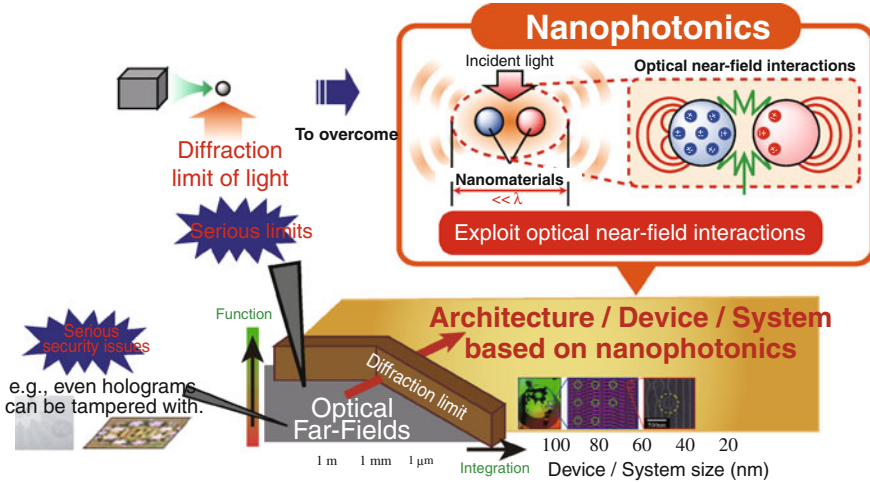 Nanophotonics
Incident light
Optical near-field interactions
To overcome
Diffraction
limit of light
Nanomaterials
<< λ
Serious limits
Exploit optical near-field interactions
Function
Architecture / Device / System
based on nanophotonics
Serious
security issues
e.g., even holograms
can be tampered with.
Diffraction limit
Optical
Far-Fields
1 m 1 mm 1 μm
Integration
100 80 60 40 20
Device / System size (nm)